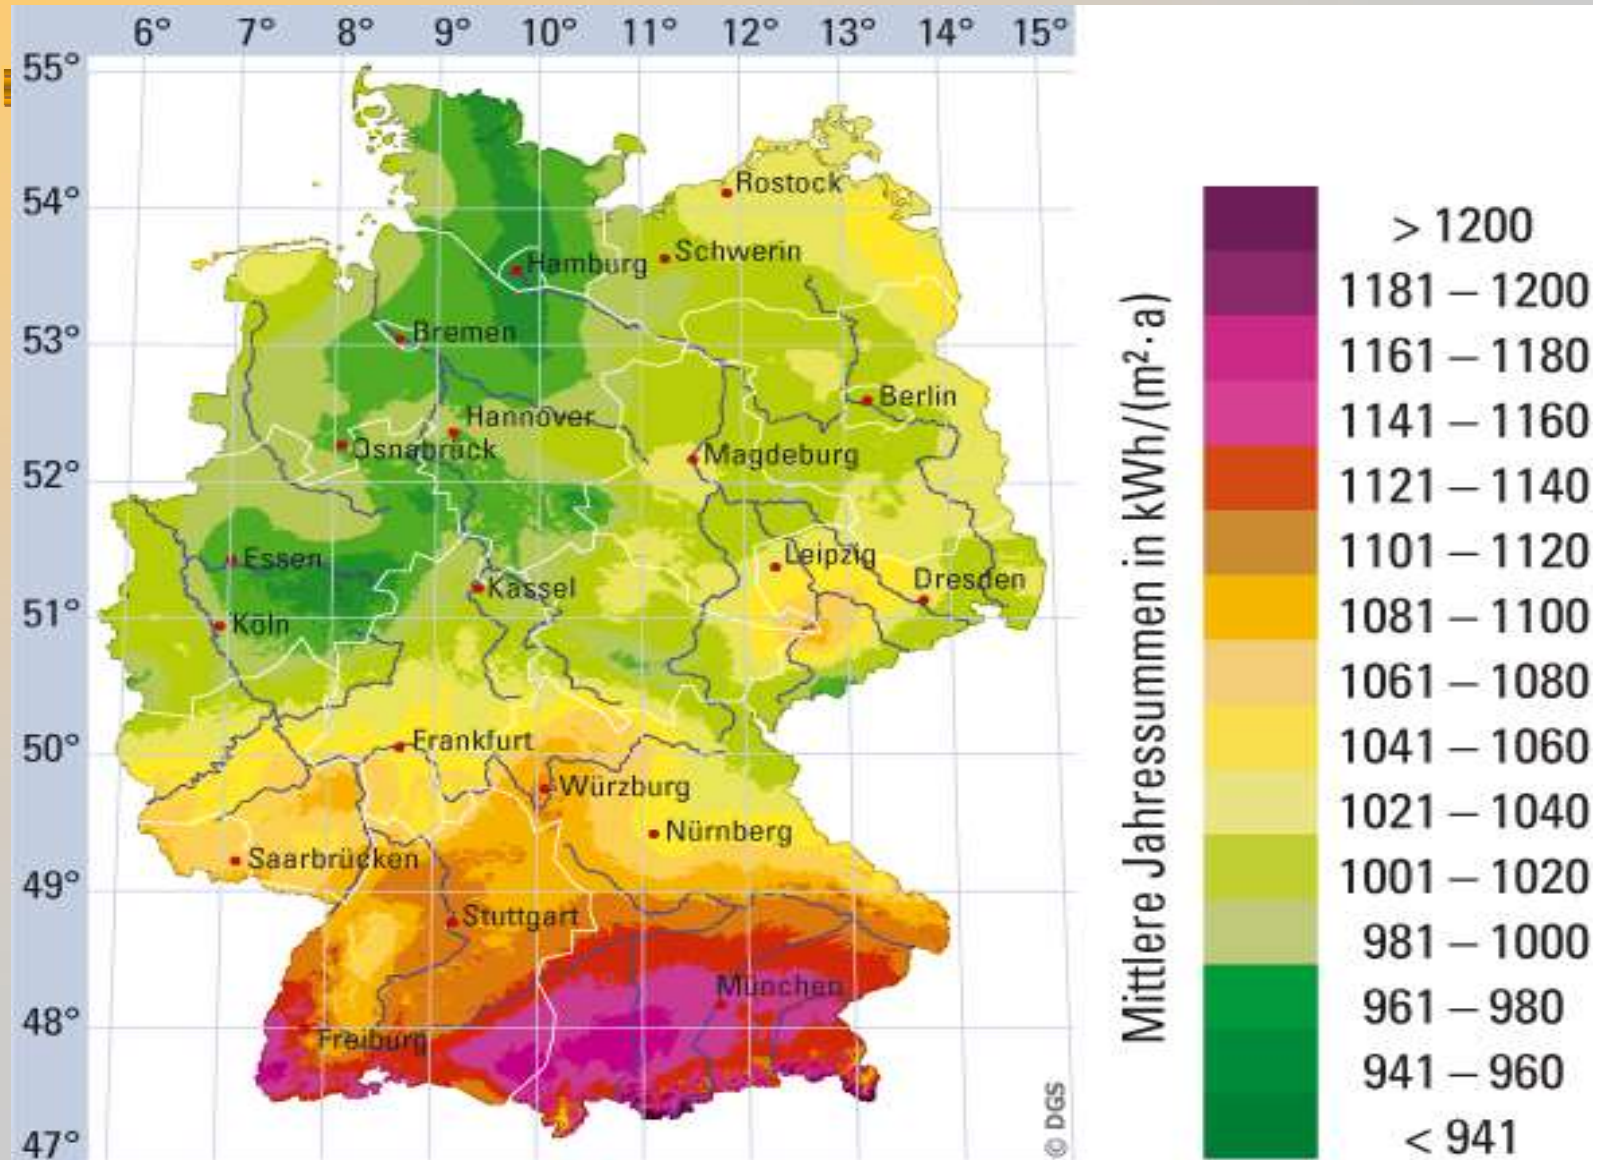 6° 7° 8° 9° 10° 11° 12° 13° 14° 15°
55°
54°
53°
52°
51°
50°
49°
48°
47°
Rostock
Schwerin
Hamburg
Bremen
Berlin
Hannover
Osnabrück
Magdeburg
Essen
Leipzig
Kassel
Dresden
Köln
Frankfurt
Würzburg
Nürnberg
Saarbrücken
Stuttgart
München
Freiburg
© DGS
Mittlere Jahressummen in kWh/(m²·a)
> 1200
1181 – 1200
1161 – 1180
1141 – 1160
1121 – 1140
1101 – 1120
1081 – 1100
1061 – 1080
1041 – 1060
1021 – 1040
1001 – 1020
981 – 1000
961 – 980
941 – 960
< 941